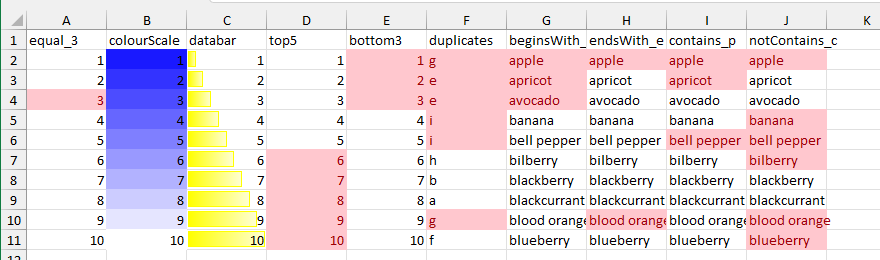 A B C D E F G H I J K
1 equal_3 colourScale databar top5 bottom3 duplicates beginsWith_ endsWith_e contains_p notContains_c
2 1 1 1 1 1 g apple apple apple apple
3 2 2 2 2 2 e apricot apricot apricot apricot
4 3 3 3 3 3 e avocado avocado avocado avocado
5 4 4 4 4 4 i banana banana banana banana
6 5 5 5 5 5 i bell pepper bell pepper bell pepper bell pepper
7 6 6 6 6 6 h bilberry bilberry bilberry bilberry
8 7 7 7 7 7 b blackberry blackberry blackberry blackberry
9 8 8 8 8 8 a blackcurrant blackcurrant blackcurrant blackcurrant
10 9 9 9 9 9 g blood orange blood orange blood orange blood orange
11 10 10 10 10 10 f blueberry blueberry blueberry blueberry